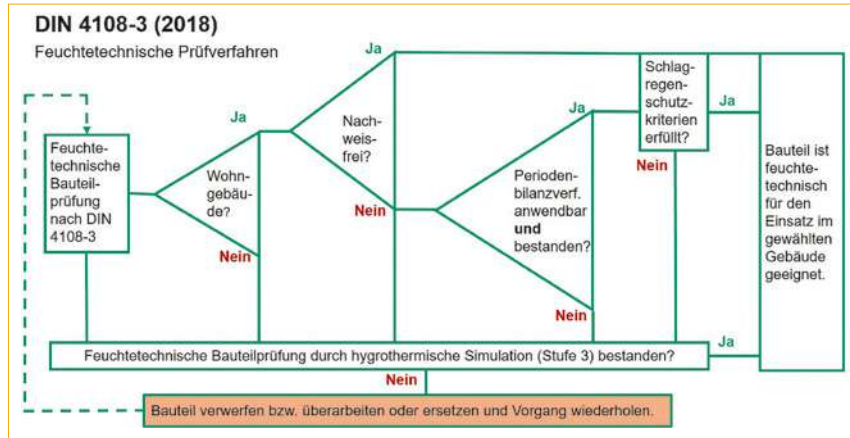 DIN 4108-3 (2018)
Feuchtetechnische Prüfverfahren
Ja
Ja
Ja
Ja
Feuchte-
technische
Bauteil-
prüfung
nach DIN
4108-3
Wohn-
gebäu-
de?
Nein
Nach-
weis-
frei?
Nein
Perioden-
bilanzverf.
anwendbar
und
bestanden?
Nein
Schlag-
regen-
schutz-
kriterien
erfüllt?
Nein
Bauteil ist
feuchte-
technisch
für den
Einsatz im
gewählten
Gebäude
geeignet.
Feuchtetechnische Bauteilprüfung durch hygrothermische Simulation (Stufe 3) bestanden?
Ja
Nein
Bauteil verwerfen bzw. überarbeiten oder ersetzen und Vorgang wiederholen.